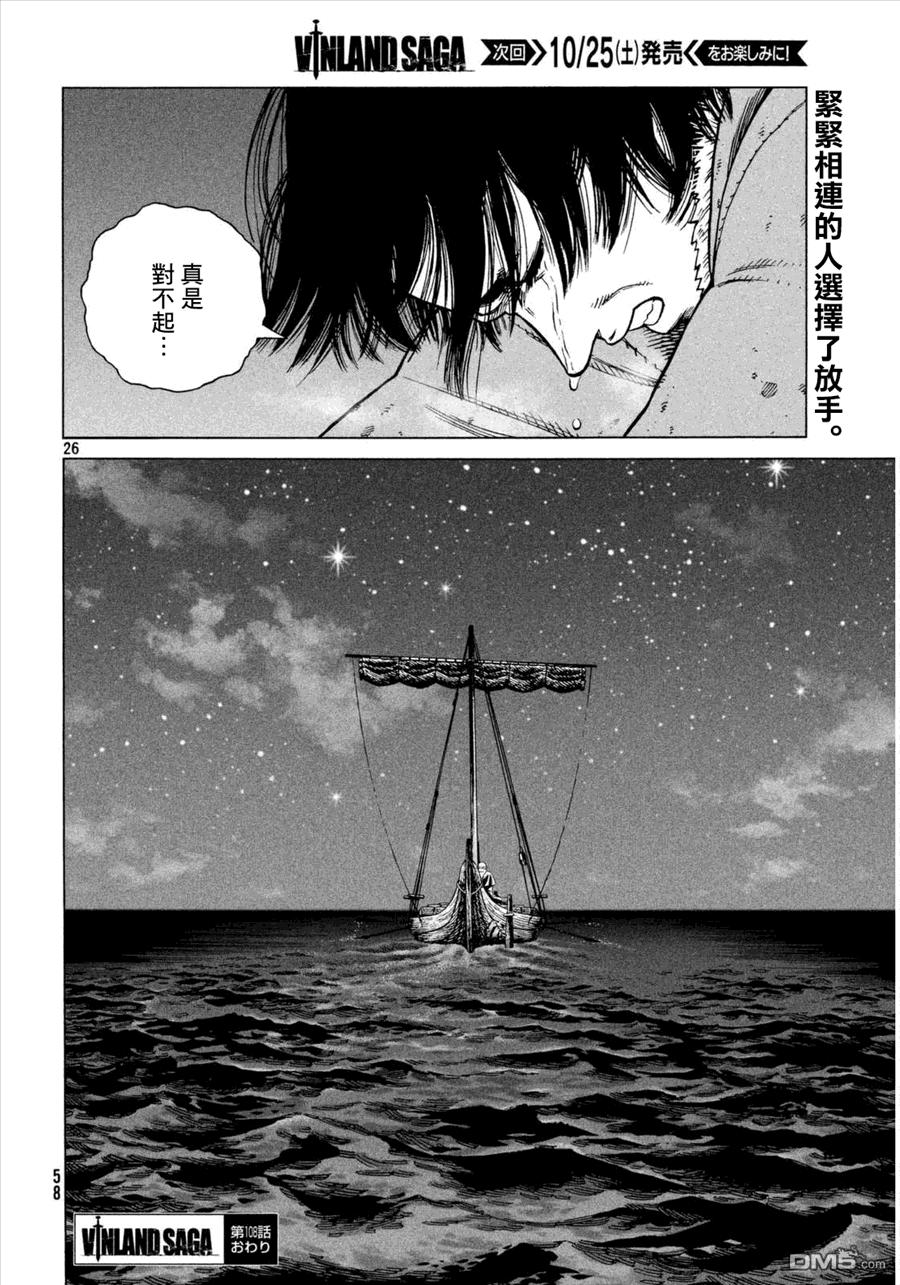 VINLAND SAGA
次回 10/25(土)発売 をお楽しみに!
緊緊相連的人選擇了放手。
真是
對不起…
26
58
VINLAND SAGA
第108話
おわり
DM5.com